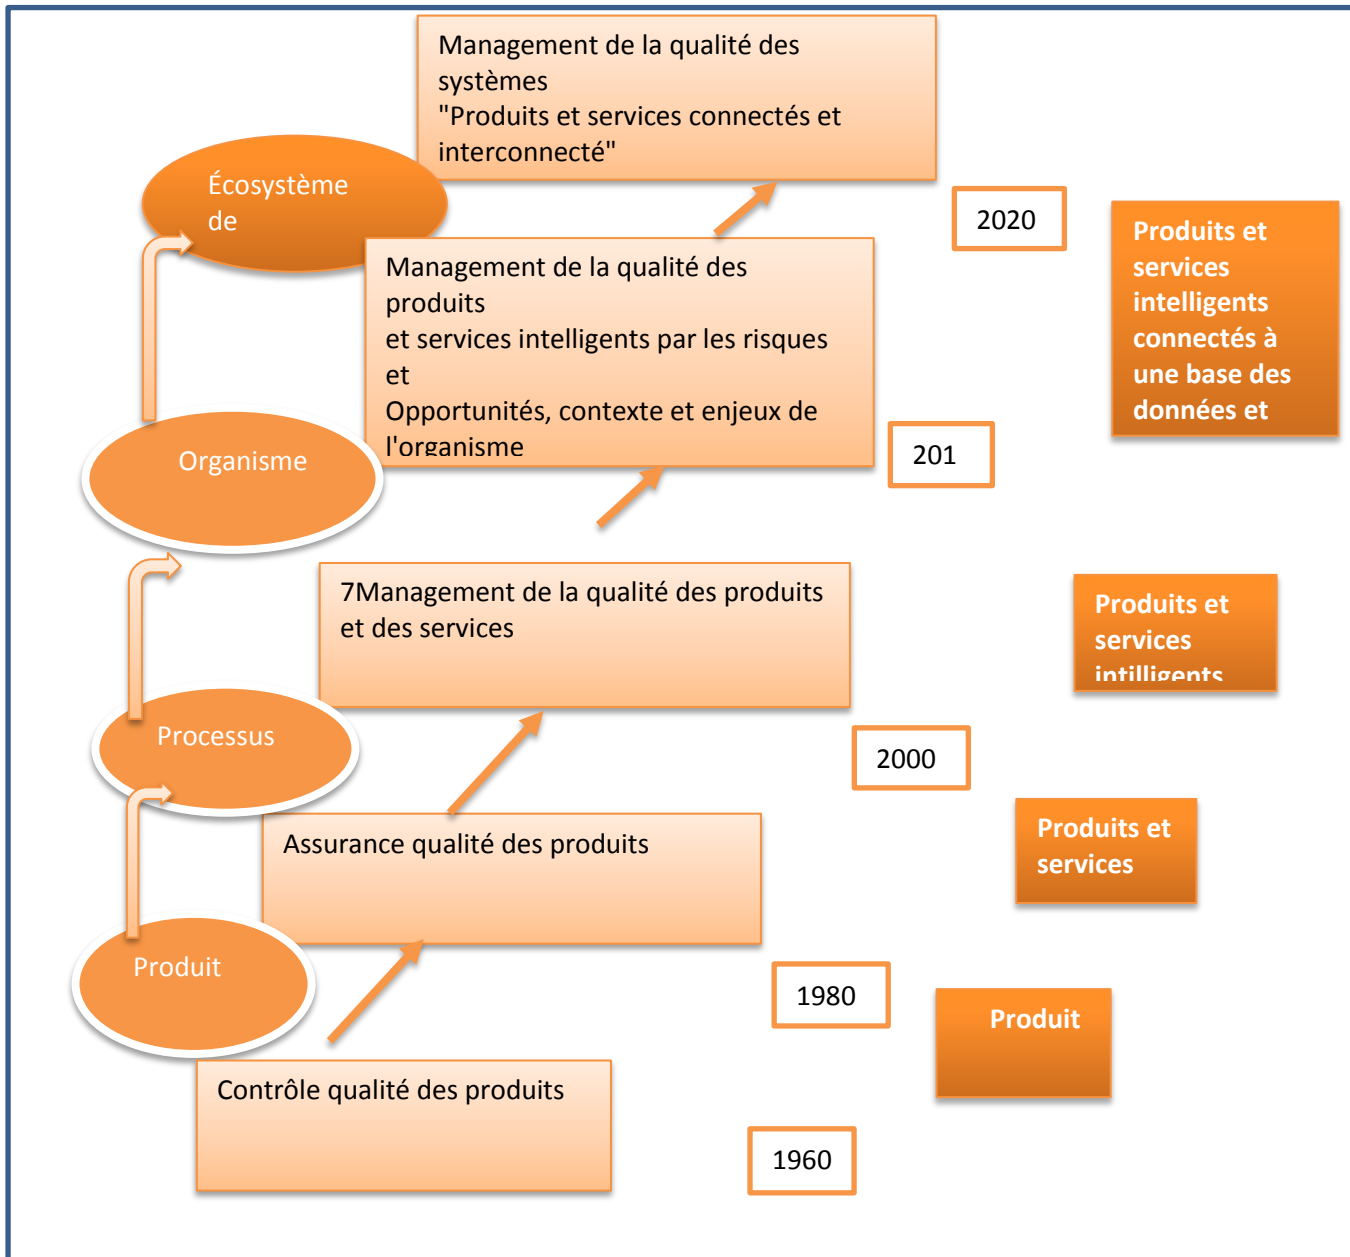 Management de la qualité des
systèmes
"Produits et services connectés et
interconnecté"
Écosystème
de
2020
Produits et
services
intelligents
connectés à
une base des
données et
Management de la qualité des
produits
et services intelligents par les risques
et
Opportunités, contexte et enjeux de
l'organisme
201
Organisme
7Management de la qualité des produits
et des services
Produits et
services
intilligents
Processus
2000
Produits et
services
Assurance qualité des produits
Produit
1980
Produit
Contrôle qualité des produits
1960